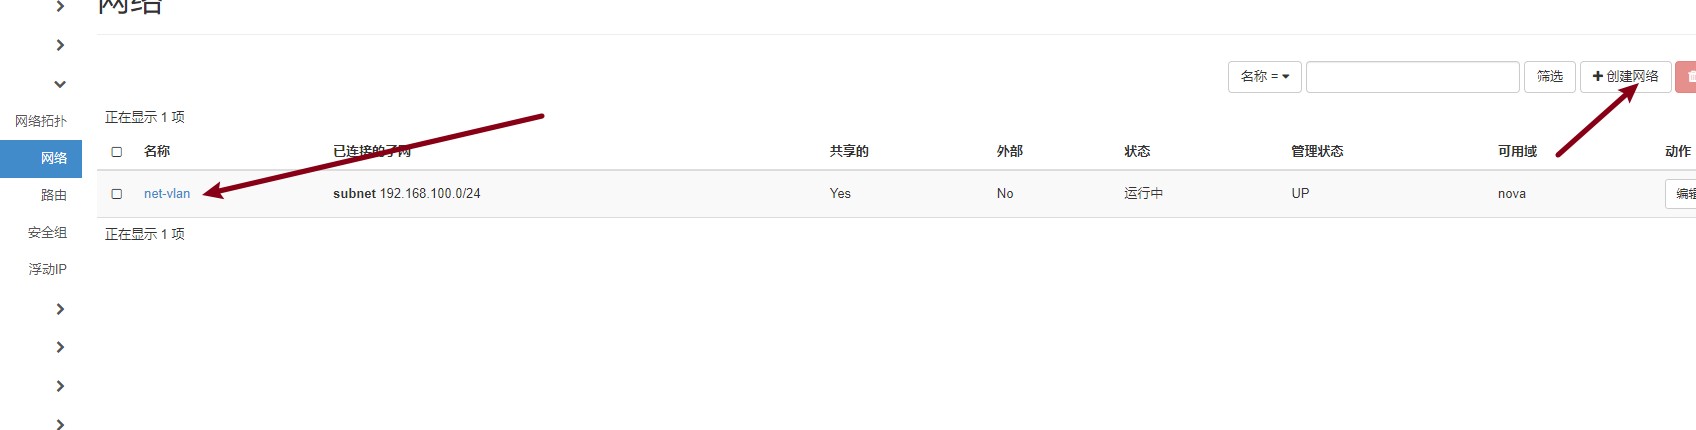 网络
名称 = 筛选 创建网络
网络拓扑
网络
路由
安全组
浮动IP
正在显示 1 项
名称 已连接的子网 共享的 外部 状态 管理状态 可用域 动作
net-vlan subnet 192.168.100.0/24 Yes No 运行中 UP nova 编辑
正在显示 1 项